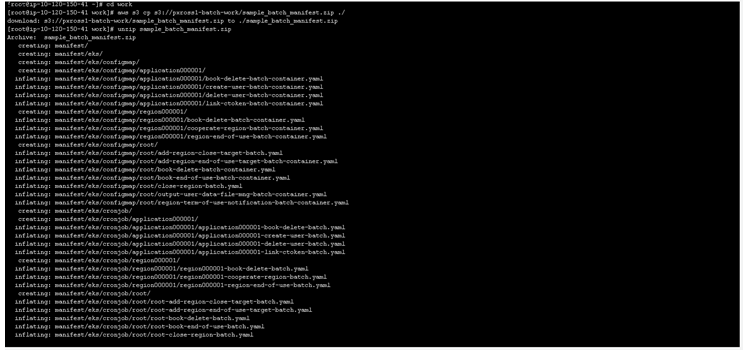 [root@ip-10-120-150-41 ~]# cd work
[root@ip-10-120-150-41 work]# aws s3 cp s3://pxross1-batch-work/sample_batch_manifest.zip ./
download: s3://pxross1-batch-work/sample_batch_manifest.zip to ./sample_batch_manifest.zip
[root@ip-10-120-150-41 work]# unzip sample_batch_manifest.zip
Archive:  sample_batch_manifest.zip
   creating: manifest/
   creating: manifest/eks/
   creating: manifest/eks/configmap/
   creating: manifest/eks/configmap/application000001/
  inflating: manifest/eks/configmap/application000001/book-delete-batch-container.yaml
  inflating: manifest/eks/configmap/application000001/create-user-batch-container.yaml
  inflating: manifest/eks/configmap/application000001/delete-user-batch-container.yaml
  inflating: manifest/eks/configmap/application000001/link-ctoken-batch-container.yaml
   creating: manifest/eks/configmap/region000001/
  inflating: manifest/eks/configmap/region000001/book-delete-batch-container.yaml
  inflating: manifest/eks/configmap/region000001/cooperate-region-batch-container.yaml
  inflating: manifest/eks/configmap/region000001/region-end-of-use-batch-container.yaml
   creating: manifest/eks/configmap/root/
  inflating: manifest/eks/configmap/root/add-region-close-target-batch.yaml
  inflating: manifest/eks/configmap/root/add-region-end-of-use-target-batch-container.yaml
  inflating: manifest/eks/configmap/root/book-delete-batch-container.yaml
  inflating: manifest/eks/configmap/root/book-end-of-use-batch-container.yaml
  inflating: manifest/eks/configmap/root/close-region-batch.yaml
  inflating: manifest/eks/configmap/root/output-user-data-file-mng-batch-container.yaml
  inflating: manifest/eks/configmap/root/region-term-of-use-notification-batch-container.yaml
   creating: manifest/eks/cronjob/
   creating: manifest/eks/cronjob/application000001/
  inflating: manifest/eks/cronjob/application000001/application000001-book-delete-batch.yaml
  inflating: manifest/eks/cronjob/application000001/application000001-create-user-batch.yaml
  inflating: manifest/eks/cronjob/application000001/application000001-delete-user-batch.yaml
  inflating: manifest/eks/cronjob/application000001/application000001-link-ctoken-batch.yaml
   creating: manifest/eks/cronjob/region000001/
  inflating: manifest/eks/cronjob/region000001/region000001-book-delete-batch.yaml
  inflating: manifest/eks/cronjob/region000001/region000001-cooperate-region-batch.yaml
  inflating: manifest/eks/cronjob/region000001/region000001-region-end-of-use-batch.yaml
   creating: manifest/eks/cronjob/root/
  inflating: manifest/eks/cronjob/root/root-add-region-close-target-batch.yaml
  inflating: manifest/eks/cronjob/root/root-add-region-end-of-use-target-batch.yaml
  inflating: manifest/eks/cronjob/root/root-book-delete-batch.yaml
  inflating: manifest/eks/cronjob/root/root-book-end-of-use-batch.yaml
  inflating: manifest/eks/cronjob/root/root-close-region-batch.yaml